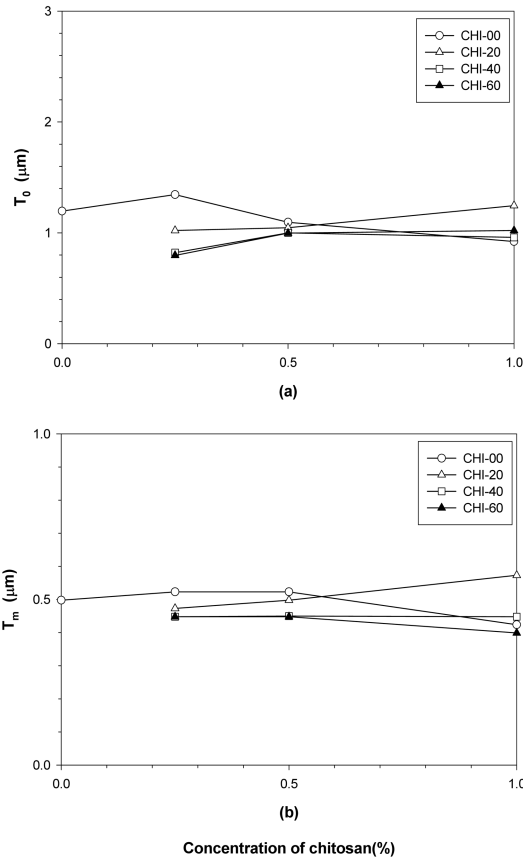 3
2
1
0
T0 (μm)
CHI-00
CHI-20
CHI-40
CHI-60
0.0 0.5 1.0
(a)
1.0
0.5
0.0
Tm (μm)
CHI-00
CHI-20
CHI-40
CHI-60
0.0 0.5 1.0
(b)
Concentration of chitosan(%)